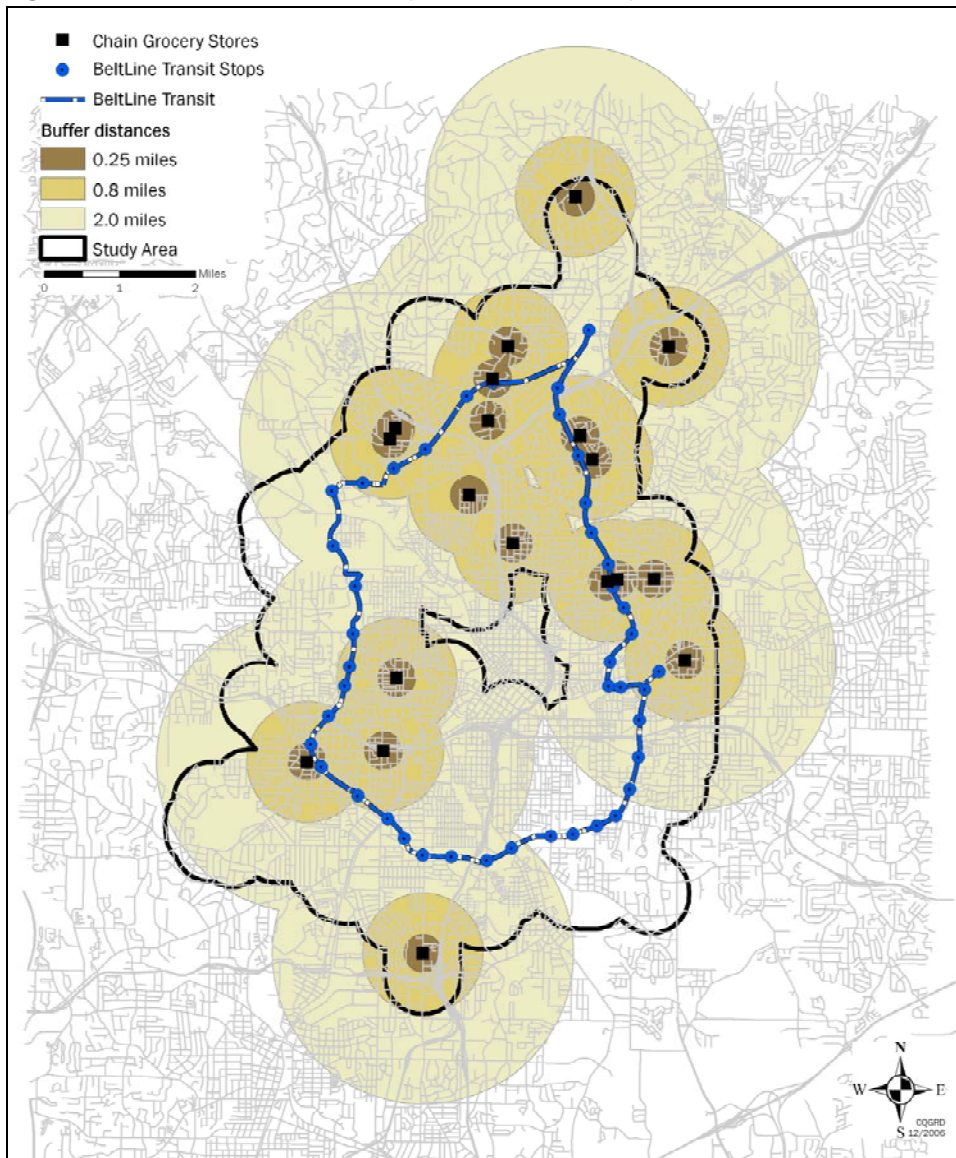 Chain Grocery Stores
BeltLine Transit Stops
BeltLine Transit
Buffer distances
0.25 miles
0.8 miles
2.0 miles
Study Area
Miles
0 1 2
N
W E
S
CQGRD
12/2006